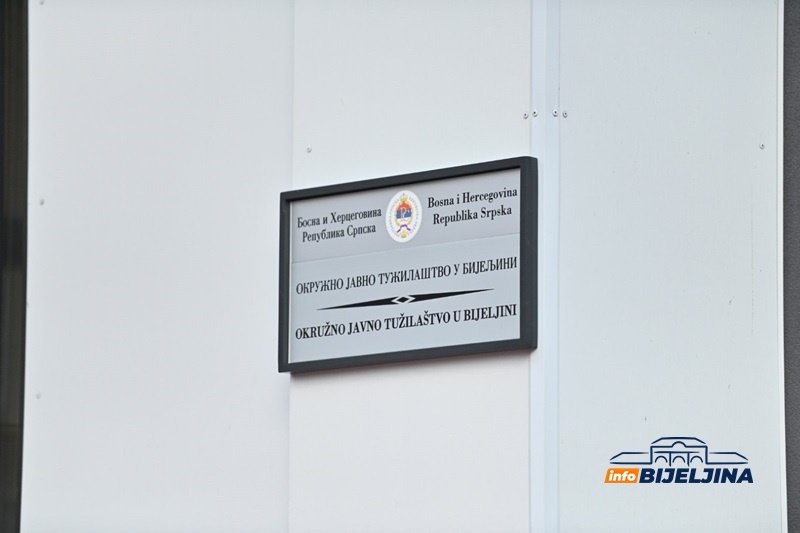 Босна и Херцеговина
Република Српска
Bosna i Hercegovina
Republika Srpska
ОКРУЖНО ЈАВНО ТУЖИЛАШТВО У БИЈЕЉИНИ
OKRUŽNO JAVNO TUŽILAŠTVO U BIJELJINI
info BIJELJINA